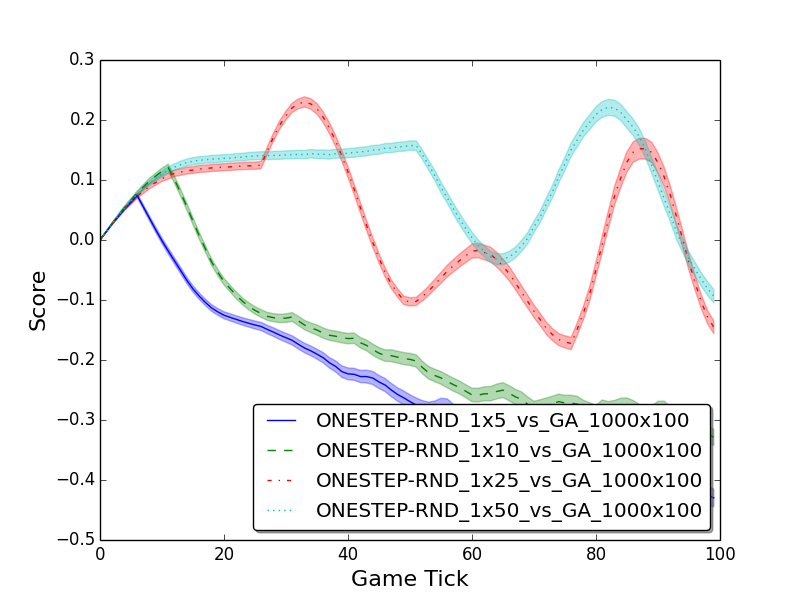 0.3
0.2
0.1
0.0
−0.1
−0.2
−0.3
−0.4
−0.5
Score
ONESTEP-RND_1x5_vs_GA_1000x100
ONESTEP-RND_1x10_vs_GA_1000x100
ONESTEP-RND_1x25_vs_GA_1000x100
ONESTEP-RND_1x50_vs_GA_1000x100
0 20 40 60 80 100
Game Tick